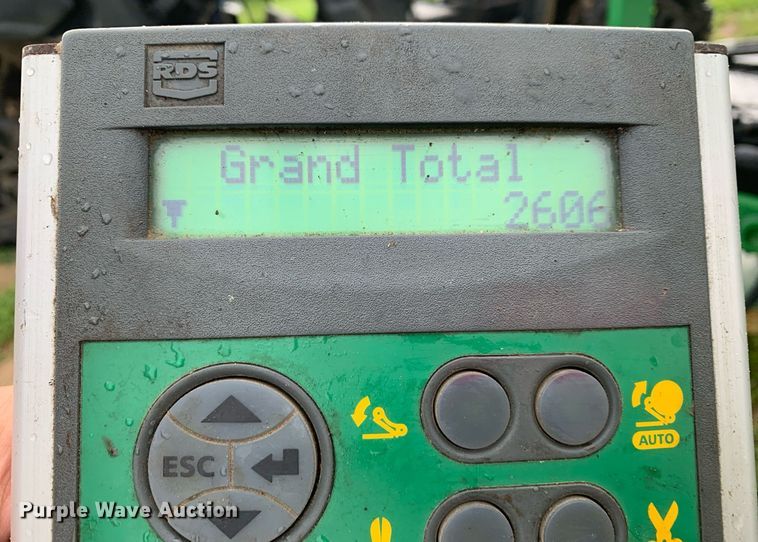 RDS
Grand Total
2606
ESC
AUTO
Purple Wave Auction